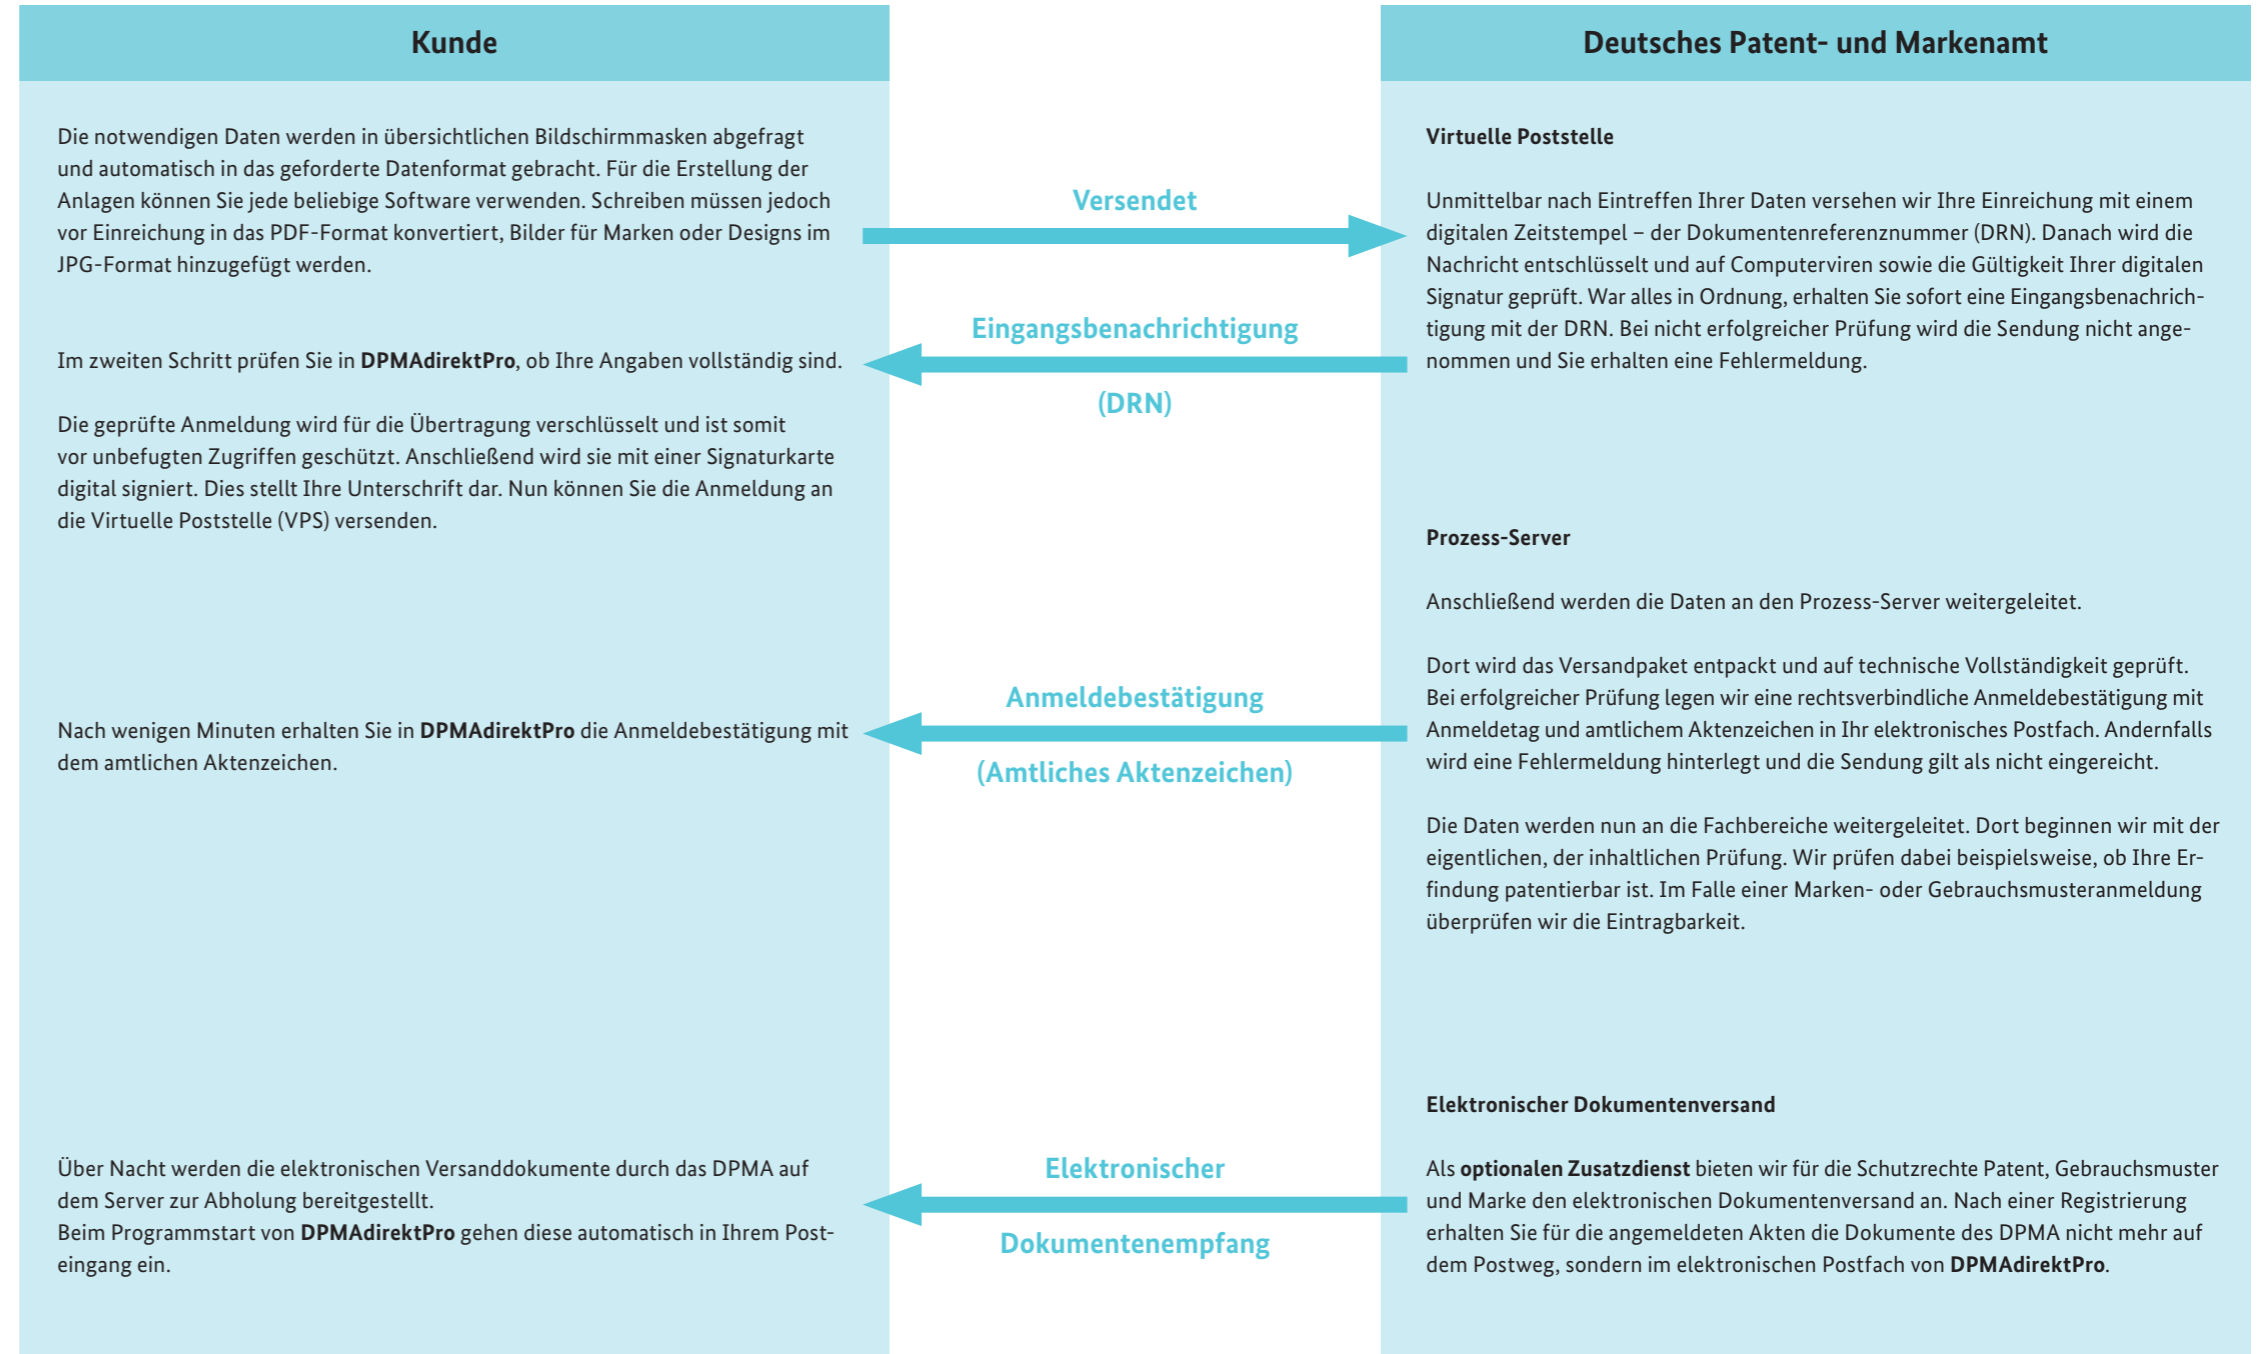 Kunde
Die notwendigen Daten werden in übersichtlichen Bildschirmmasken abgefragt
und automatisch in das geforderte Datenformat gebracht. Für die Erstellung der
Anlagen können Sie jede beliebige Software verwenden. Schreiben müssen jedoch
vor Einreichung in das PDF-Format konvertiert, Bilder für Marken oder Designs im
JPG-Format hinzugefügt werden.
Im zweiten Schritt prüfen Sie in DPMAdirektPro, ob Ihre Angaben vollständig sind.
Die geprüfte Anmeldung wird für die Übertragung verschlüsselt und ist somit
vor unbefugten Zugriffen geschützt. Anschließend wird sie mit einer Signaturkarte
digital signiert. Dies stellt Ihre Unterschrift dar. Nun können Sie die Anmeldung an
die Virtuelle Poststelle (VPS) versenden.
Nach wenigen Minuten erhalten Sie in DPMAdirektPro die Anmeldebestätigung mit
dem amtlichen Aktenzeichen.
Über Nacht werden die elektronischen Versanddokumente durch das DPMA auf
dem Server zur Abholung bereitgestellt.
Beim Programmstart von DPMAdirektPro gehen diese automatisch in Ihrem Post-
eingang ein.
Versendet
Eingangsbenachrichtigung
(DRN)
Anmeldebestätigung
(Amtliches Aktenzeichen)
Elektronischer
Dokumentenempfang
Deutsches Patent- und Markenamt
Virtuelle Poststelle
Unmittelbar nach Eintreffen Ihrer Daten versehen wir Ihre Einreichung mit einem
digitalen Zeitstempel – der Dokumentenreferenznummer (DRN). Danach wird die
Nachricht entschlüsselt und auf Computerviren sowie die Gültigkeit Ihrer digitalen
Signatur geprüft. War alles in Ordnung, erhalten Sie sofort eine Eingangsbenachrich-
tigung mit der DRN. Bei nicht erfolgreicher Prüfung wird die Sendung nicht ange-
nommen und Sie erhalten eine Fehlermeldung.
Prozess-Server
Anschließend werden die Daten an den Prozess-Server weitergeleitet.
Dort wird das Versandpaket entpackt und auf technische Vollständigkeit geprüft.
Bei erfolgreicher Prüfung legen wir eine rechtsverbindliche Anmeldebestätigung mit
Anmeldetag und amtlichem Aktenzeichen in Ihr elektronisches Postfach. Andernfalls
wird eine Fehlermeldung hinterlegt und die Sendung gilt als nicht eingereicht.
Die Daten werden nun an die Fachbereiche weitergeleitet. Dort beginnen wir mit der
eigentlichen, der inhaltlichen Prüfung. Wir prüfen dabei beispielsweise, ob Ihre Er-
findung patentierbar ist. Im Falle einer Marken- oder Gebrauchsmusteranmeldung
überprüfen wir die Eintragbarkeit.
Elektronischer Dokumentenversand
Als optionalen Zusatzdienst bieten wir für die Schutzrechte Patent, Gebrauchsmuster
und Marke den elektronischen Dokumentenversand an. Nach einer Registrierung
erhalten Sie für die angemeldeten Akten die Dokumente des DPMA nicht mehr auf
dem Postweg, sondern im elektronischen Postfach von DPMAdirektPro.